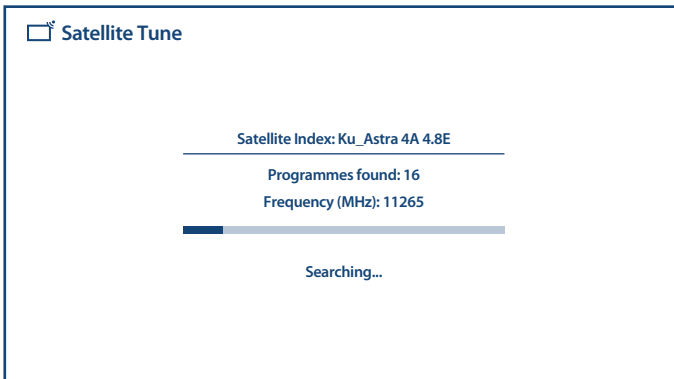 Satellite Tune
Satellite Index: Ku_Astra 4A 4.8E
Programmes found: 16
Frequency (MHz): 11265
Searching...